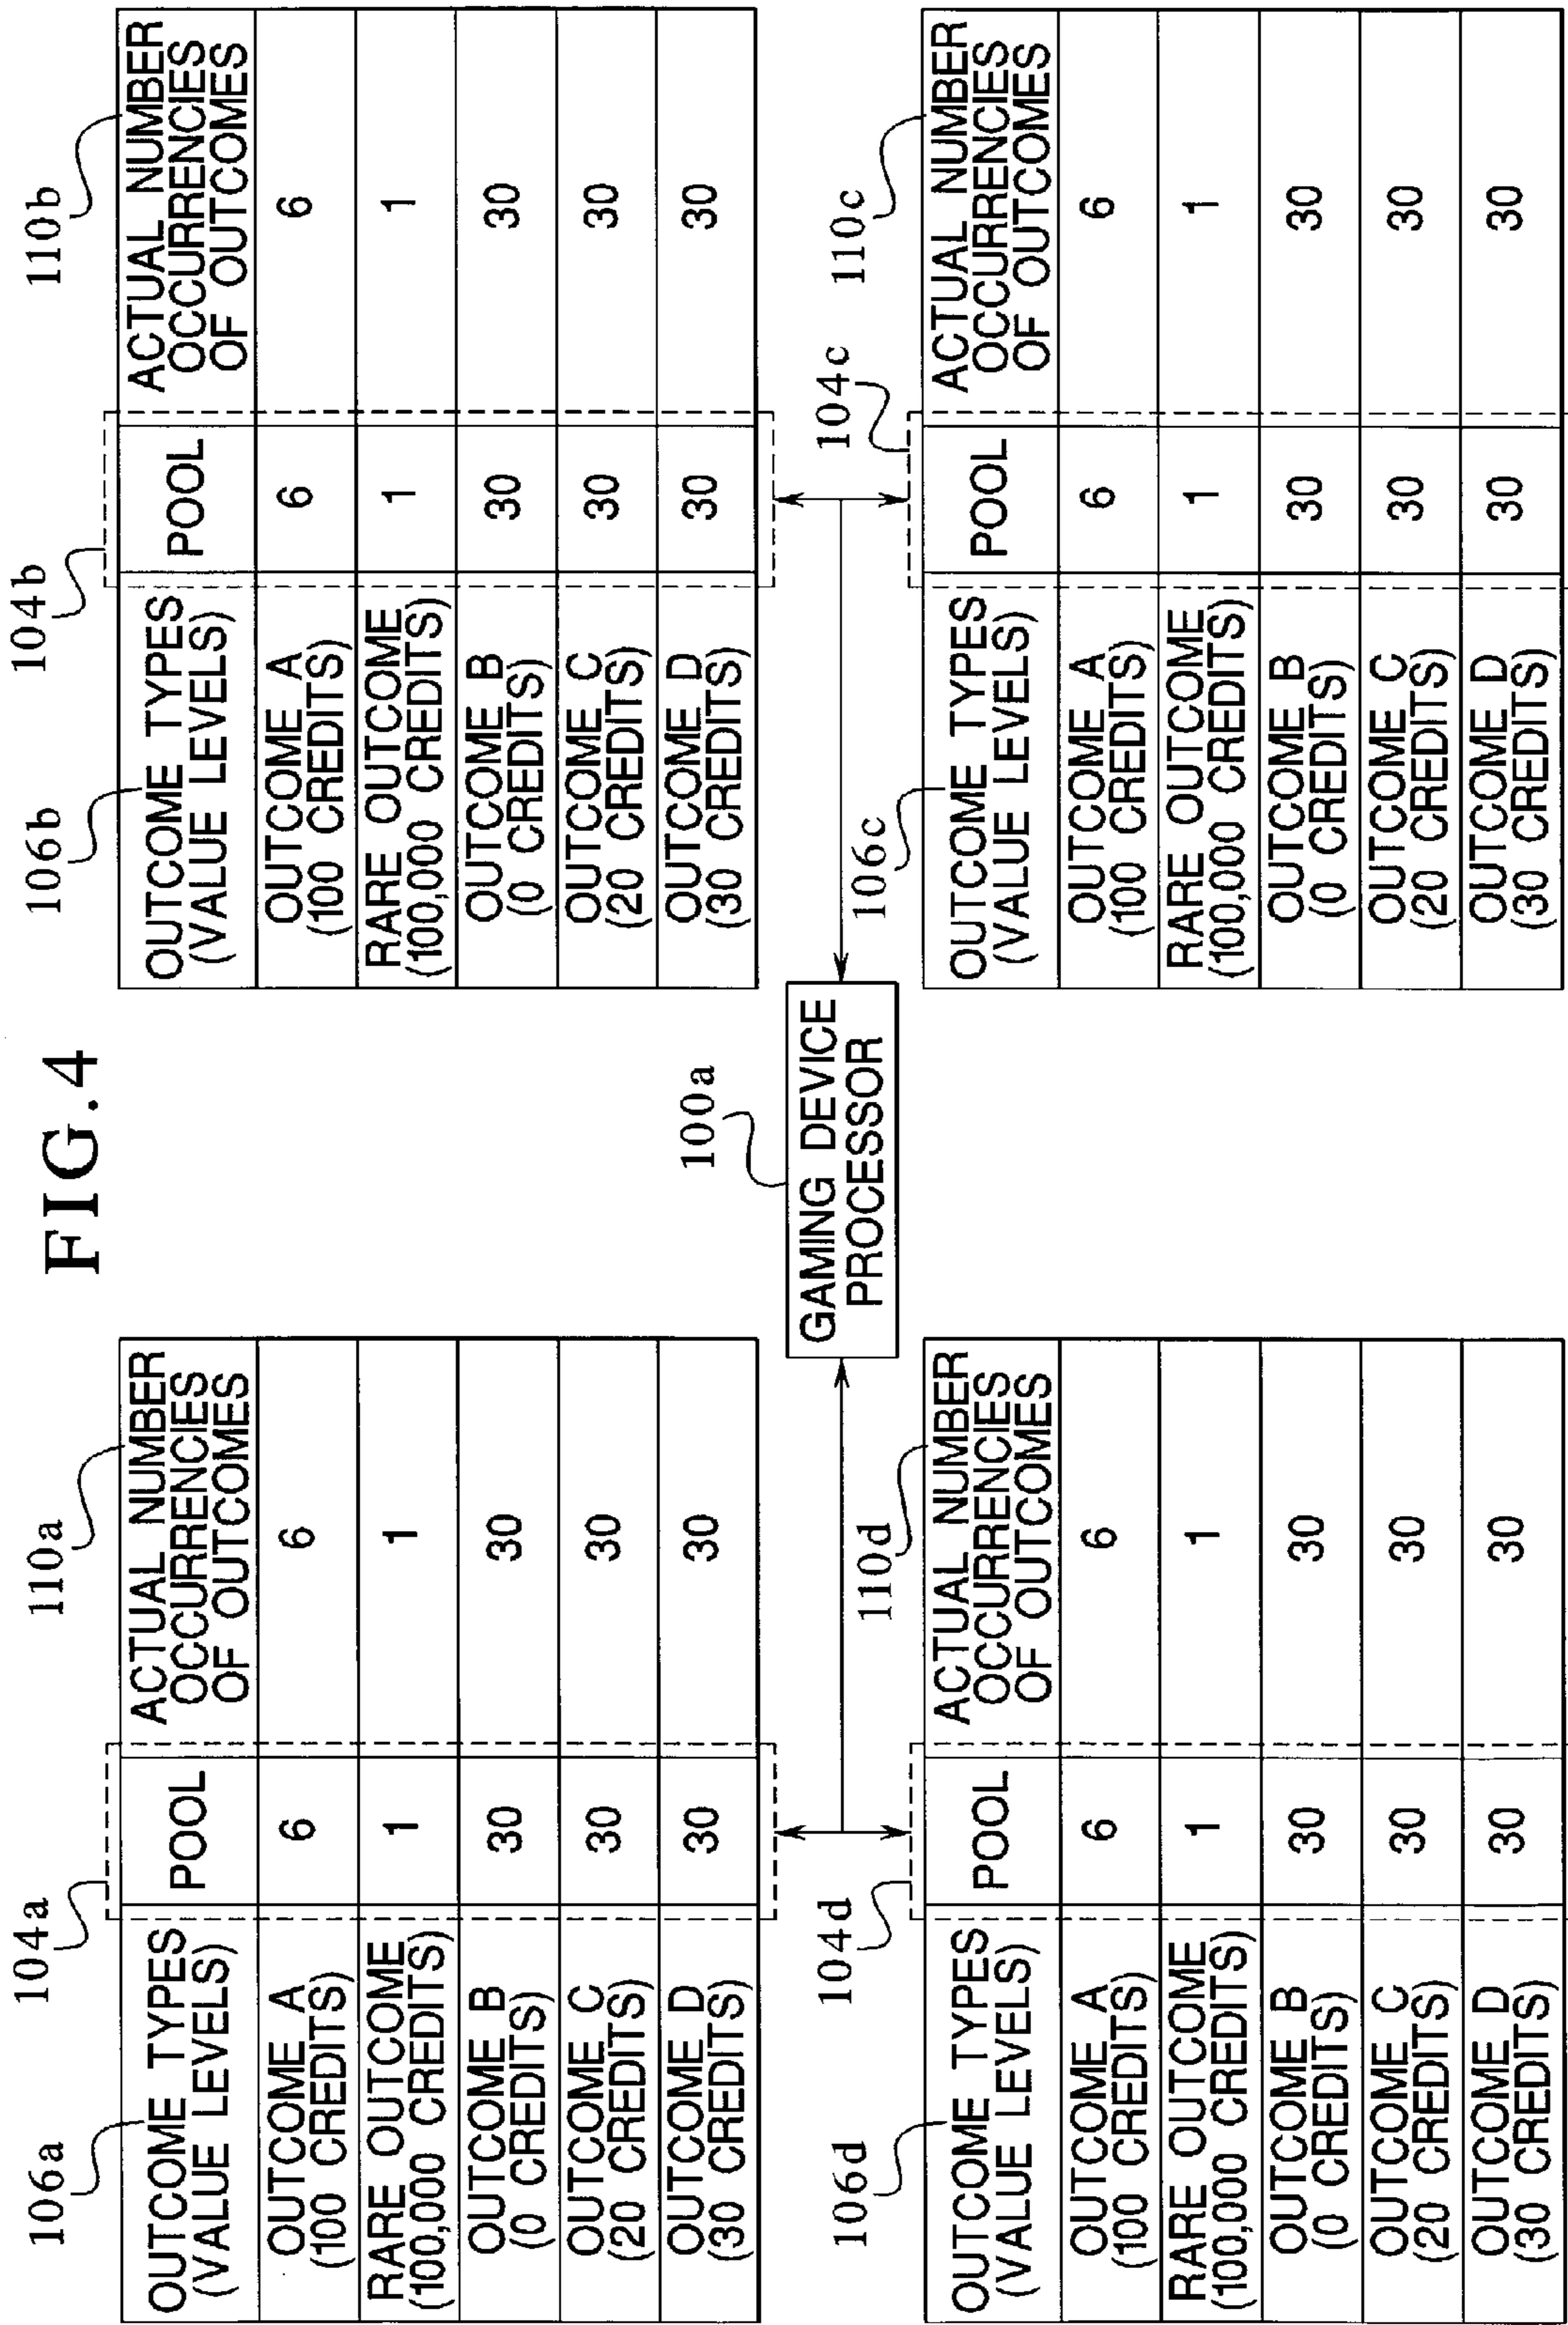 FIG.4
106a
104a
110a
OUTCOME TYPES
(VALUE LEVELS)
POOL
ACTUAL NUMBER
OCCURRENCIES
OF OUTCOMES
OUTCOME A
(100 CREDITS)
6
6
RARE OUTCOME
(100,000 CREDITS)
1
1
OUTCOME B
(0 CREDITS)
30
30
OUTCOME C
(20 CREDITS)
30
30
OUTCOME D
(30 CREDITS)
30
30
106b
104b
110b
OUTCOME TYPES
(VALUE LEVELS)
POOL
ACTUAL NUMBER
OCCURRENCIES
OF OUTCOMES
OUTCOME A
(100 CREDITS)
6
6
RARE OUTCOME
(100,000 CREDITS)
1
1
OUTCOME B
(0 CREDITS)
30
30
OUTCOME C
(20 CREDITS)
30
30
OUTCOME D
(30 CREDITS)
30
30
100a
GAMING DEVICE
PROCESSOR
106d
104d
110d
OUTCOME TYPES
(VALUE LEVELS)
POOL
ACTUAL NUMBER
OCCURRENCIES
OF OUTCOMES
OUTCOME A
(100 CREDITS)
6
6
RARE OUTCOME
(100,000 CREDITS)
1
1
OUTCOME B
(0 CREDITS)
30
30
OUTCOME C
(20 CREDITS)
30
30
OUTCOME D
(30 CREDITS)
30
30
106c
104c
110c
OUTCOME TYPES
(VALUE LEVELS)
POOL
ACTUAL NUMBER
OCCURRENCIES
OF OUTCOMES
OUTCOME A
(100 CREDITS)
6
6
RARE OUTCOME
(100,000 CREDITS)
1
1
OUTCOME B
(0 CREDITS)
30
30
OUTCOME C
(20 CREDITS)
30
30
OUTCOME D
(30 CREDITS)
30
30